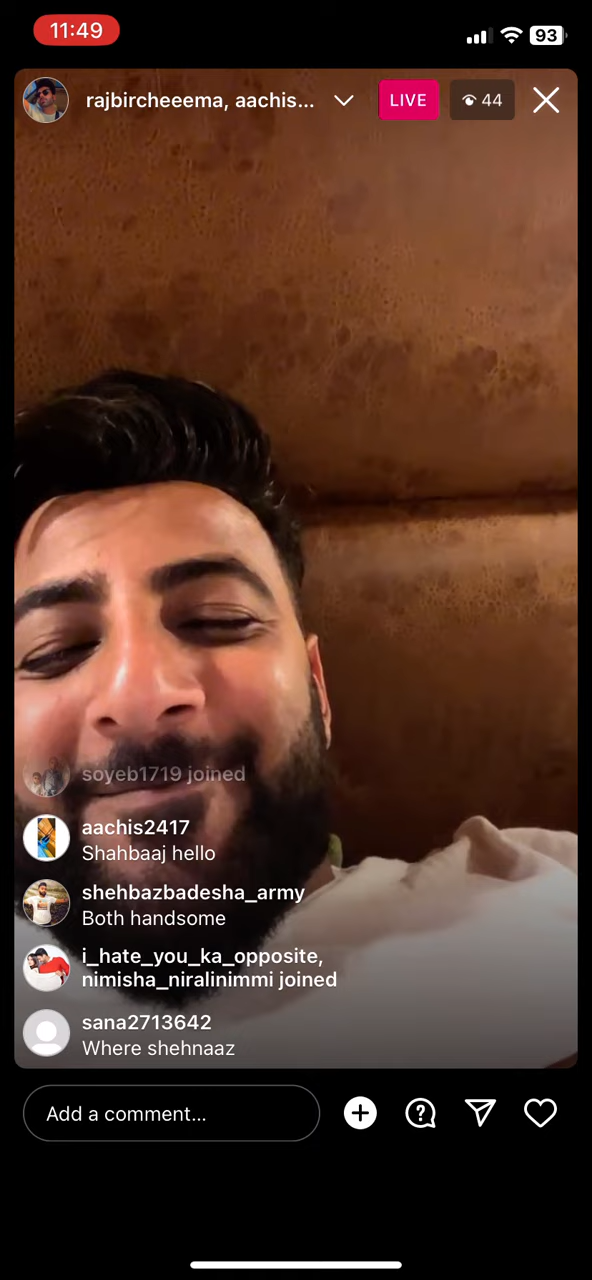 11:49
93
rajbircheeema, aachis...
LIVE
44
soyeb1719 joined
aachis2417
Shahbaaj hello
shehbazbadesha_army
Both handsome
i_hate_you_ka_opposite,
nimisha_niralinimmi joined
sana2713642
Where shehnaaz
Add a comment...